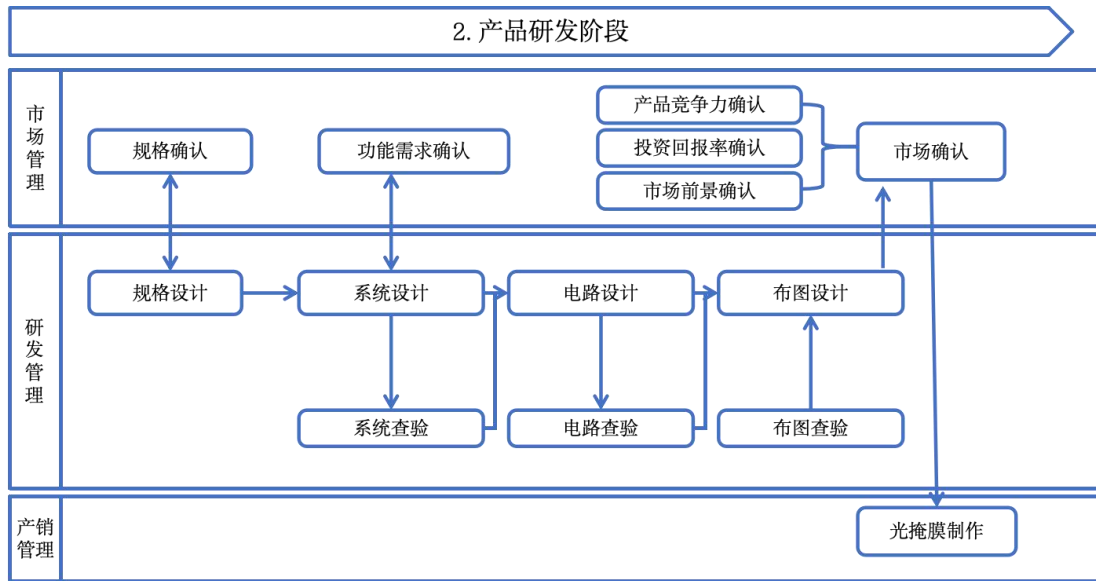 2.产品研发阶段
市场管理
产品竞争力确认
规格确认
功能需求确认
投资回报率确认
市场确认
市场前景确认
研发管理
规格设计
系统设计
电路设计
布图设计
系统查验
电路查验
布图查验
产销
管理
光掩膜制作